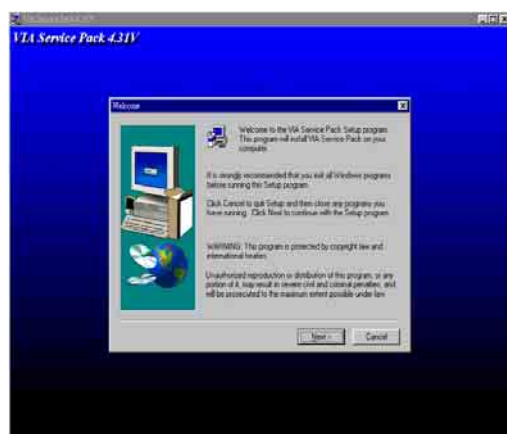 VIA Service Pack 4.31V
VIA Service Pack 4.31V
Welcome
Welcome to the VIA Service Pack Setup program.
This program will install VIA Service Pack on your
computer.
It is strongly recommended that you exit all Windows programs
before running this Setup program.
Click Cancel to quit Setup and then close any programs you
have running. Click Next to continue with the Setup program.
WARNING: This program is protected by copyright law and
international treaties.
Unauthorized reproduction or distribution of this program, or any
portion of it, may result in severe civil and criminal penalties, and
will be prosecuted to the maximum extent possible under law.
Next >
Cancel